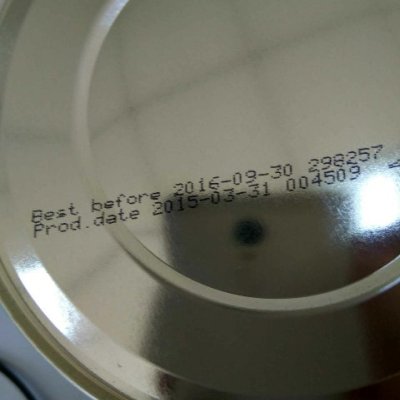 Best before 2016-09-30 298257
Prod.date 2015-03-31 004509